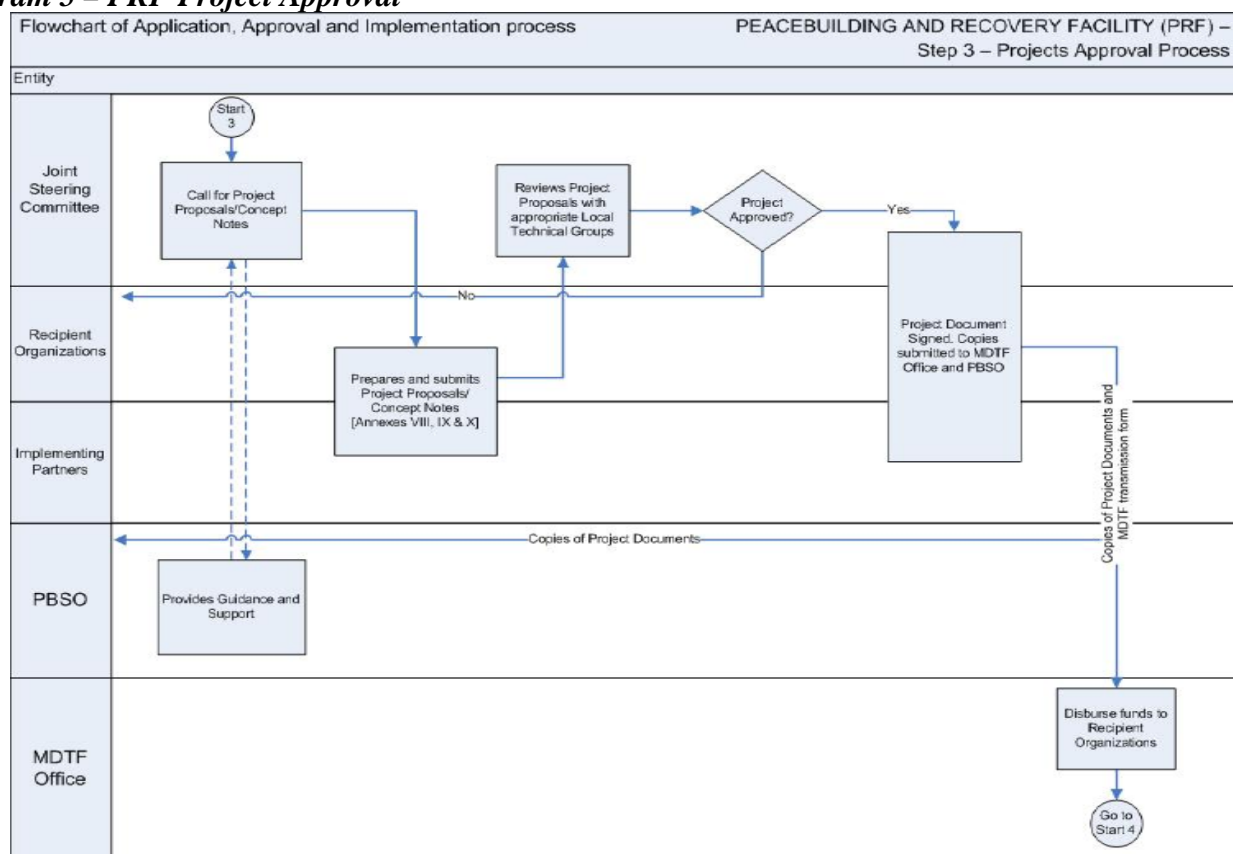 ram 3 – PRF Project Approval
Flowchart of Application, Approval and Implementation process
PEACEBUILDING AND RECOVERY FACILITY (PRF) –
Step 3 – Projects Approval Process
Entity
Joint
Steering
Committee
Start
3
Call for Project
Proposals/Concept
Notes
Reviews Project
Proposals with
appropriate Local
Technical Groups
Project
Approved?
Yes
No
Recipient
Organizations
Prepares and submits
Project Proposals/
Concept Notes
[Annexes VIII, IX & X]
Project Document
Signed. Copies
submitted to MDTF
Office and PBSO
Implementing
Partners
Copies of Project Documents and
MDTF transmission form
Copies of Project Documents
PBSO
Provides Guidance and
Support
MDTF
Office
Disburse funds to
Recipient
Organizations
Go to
Start 4